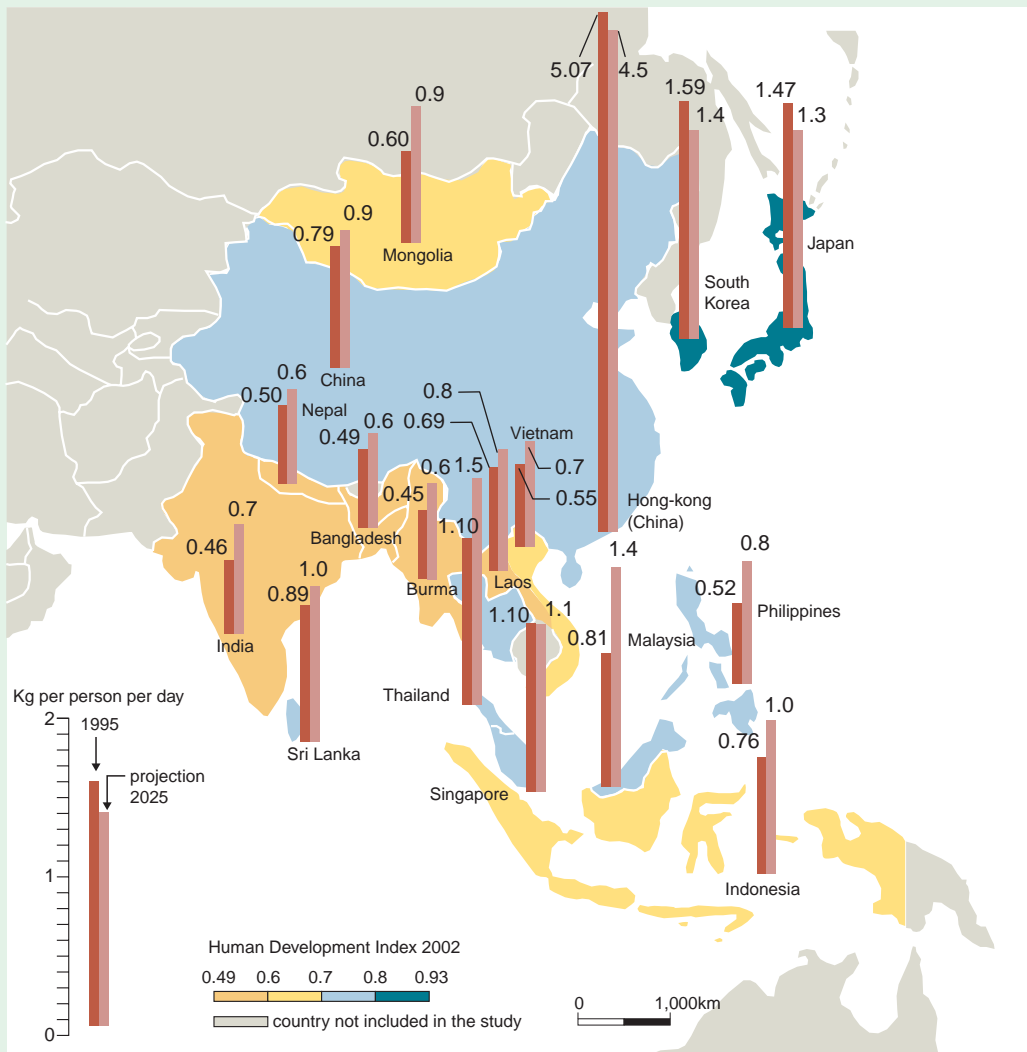 5.07
4.5
1.59
1.4
1.47
1.3
0.9
0.60
Mongolia
0.9
0.79
China
Japan
South
Korea
0.6
0.50
Nepal
0.6
0.49
Bangladesh
0.8
0.69
Laos
Vietnam
0.7
0.55
0.6
0.45
Burma
1.5
1.10
Thailand
Hong-kong
(China)
0.7
0.46
India
1.0
0.89
Sri Lanka
1.10
1.1
Singapore
1.4
0.81
Malaysia
0.8
0.52
Philippines
1.0
0.76
Indonesia
Kg per person per day
2
1
0
1995
projection
2025
Human Development Index 2002
0.49 0.6 0.7 0.8 0.93
country not included in the study
0 1,000km